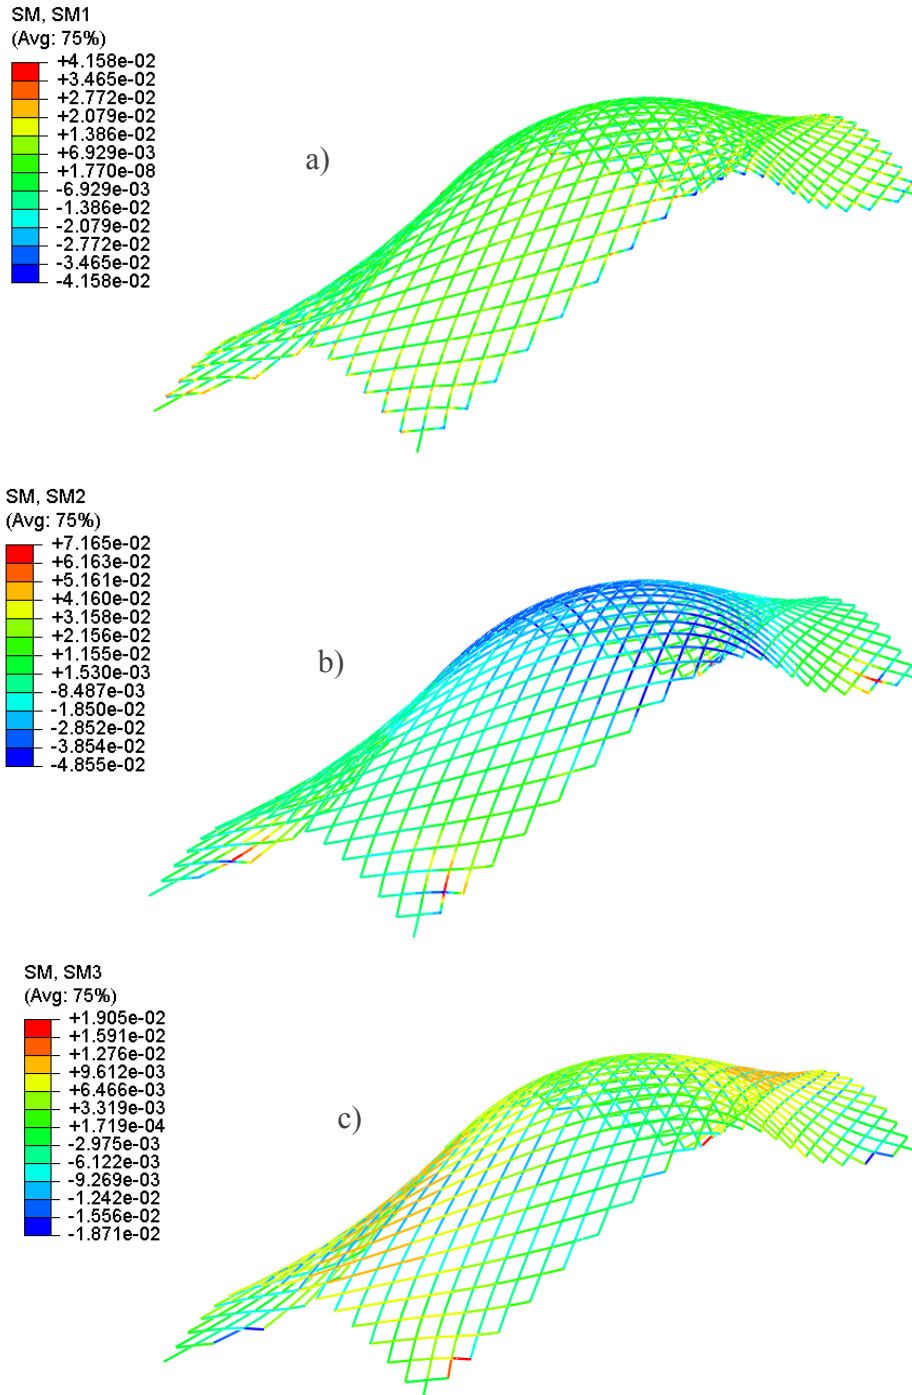 SM, SM1
(Avg: 75%)
+4.158e-02
+3.465e-02
+2.772e-02
+2.079e-02
+1.386e-02
+6.929e-03
+1.770e-08
-6.929e-03
-1.386e-02
-2.079e-02
-2.772e-02
-3.465e-02
-4.158e-02
a)
SM, SM2
(Avg: 75%)
+7.165e-02
+6.163e-02
+5.161e-02
+4.160e-02
+3.158e-02
+2.156e-02
+1.155e-02
+1.530e-03
-8.487e-03
-1.850e-02
-2.852e-02
-3.854e-02
-4.855e-02
b)
SM, SM3
(Avg: 75%)
+1.905e-02
+1.591e-02
+1.276e-02
+9.612e-03
+6.466e-03
+3.319e-03
+1.719e-04
-2.975e-03
-6.122e-03
-9.269e-03
-1.242e-02
-1.556e-02
-1.871e-02
c)